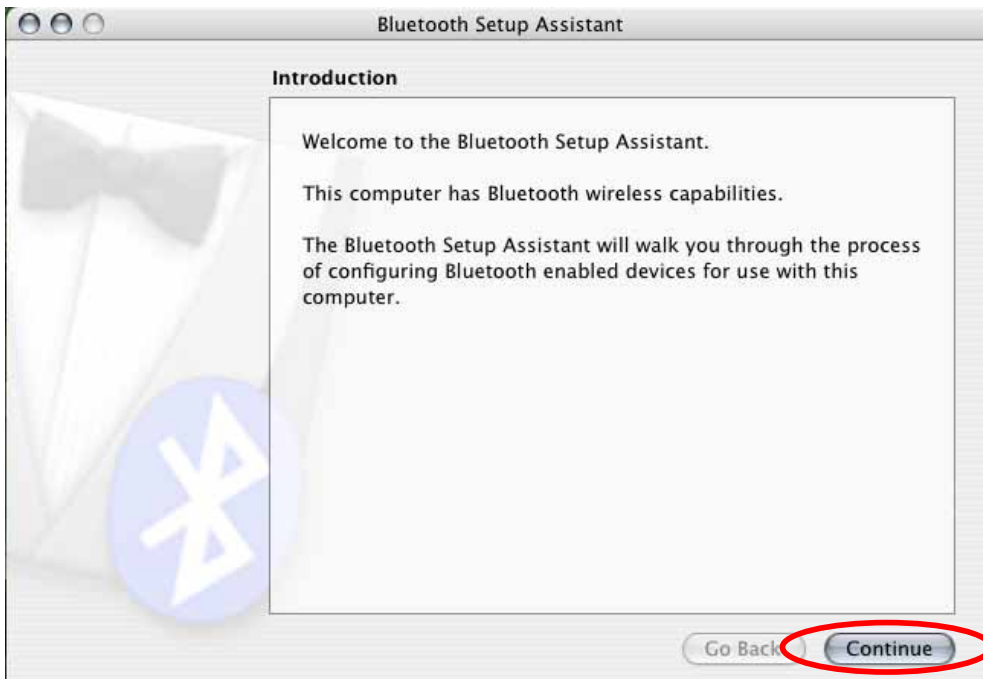 Bluetooth Setup Assistant
Introduction
Welcome to the Bluetooth Setup Assistant.
This computer has Bluetooth wireless capabilities.
The Bluetooth Setup Assistant will walk you through the process
of configuring Bluetooth enabled devices for use with this
computer.
Go Back
Continue